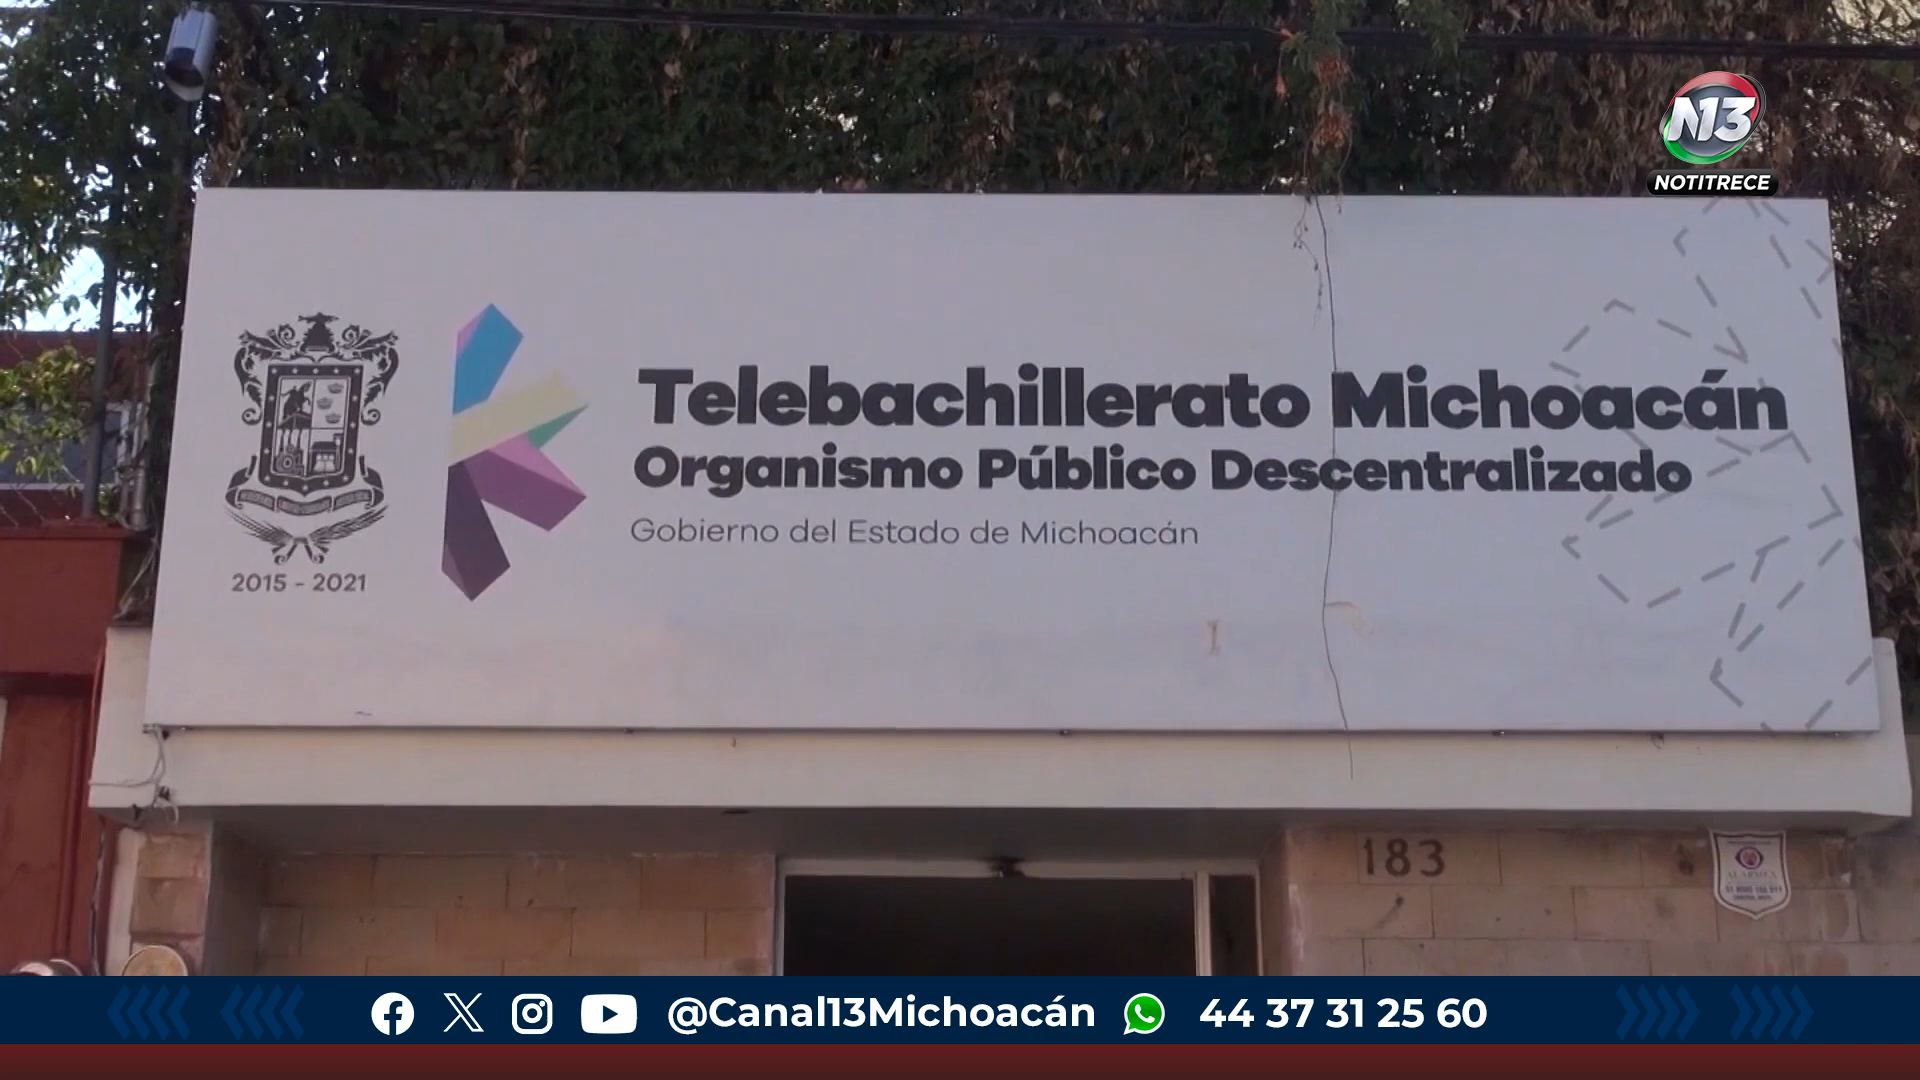 N13
NOTITRECE
Telebachillerato Michoacán
Organismo Público Descentralizado
Gobierno del Estado de Michoacán
2015 - 2021
183
@Canal13Michoacán 44 37 31 25 60